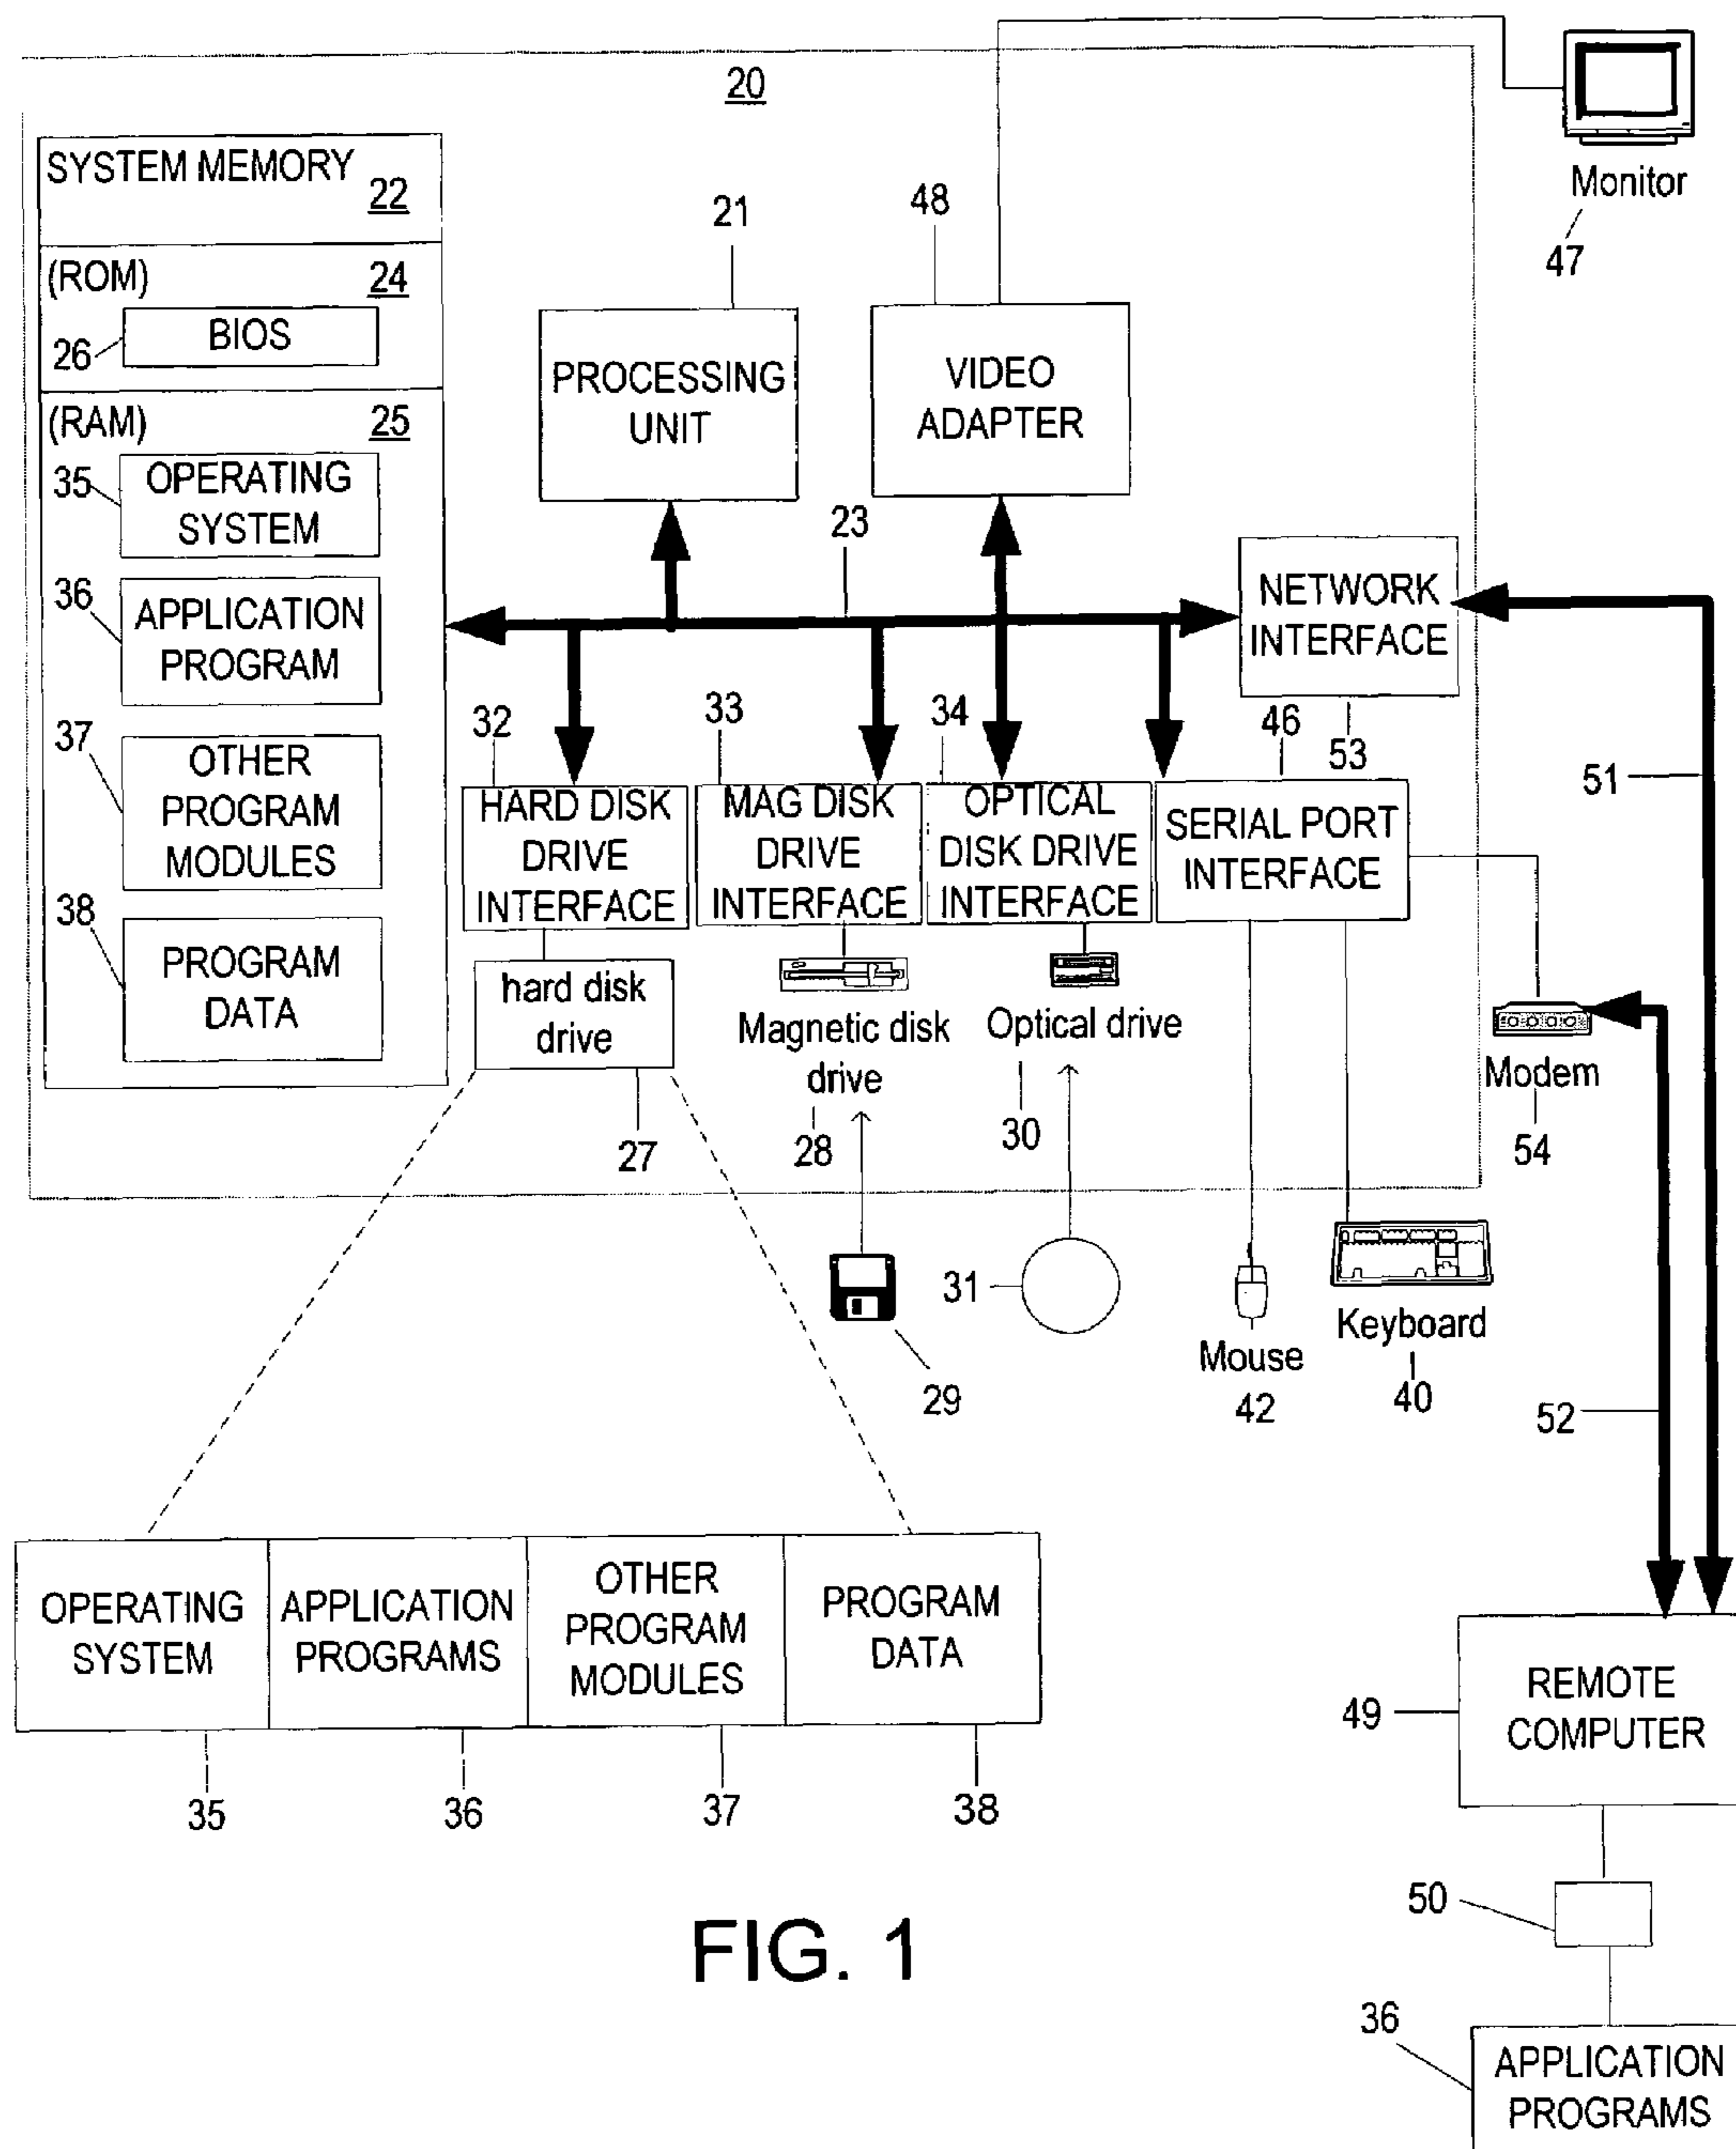 20
Monitor
47
SYSTEM MEMORY
22
(ROM)
24
26
BIOS
(RAM)
25
35
OPERATING
SYSTEM
36
APPLICATION
PROGRAM
37
OTHER
PROGRAM
MODULES
38
PROGRAM
DATA
21
PROCESSING
UNIT
48
VIDEO
ADAPTER
23
NETWORK
INTERFACE
53
32
HARD DISK
DRIVE
INTERFACE
33
MAG DISK
DRIVE
INTERFACE
34
OPTICAL
DISK DRIVE
INTERFACE
46
SERIAL PORT
INTERFACE
51
hard disk
drive
27
Magnetic disk
drive
28
Optical drive
30
Modem
54
29
31
Mouse
42
Keyboard
40
52
OPERATING
SYSTEM
APPLICATION
PROGRAMS
OTHER
PROGRAM
MODULES
PROGRAM
DATA
35
36
37
38
49
REMOTE
COMPUTER
50
FIG. 1
36
APPLICATION
PROGRAMS